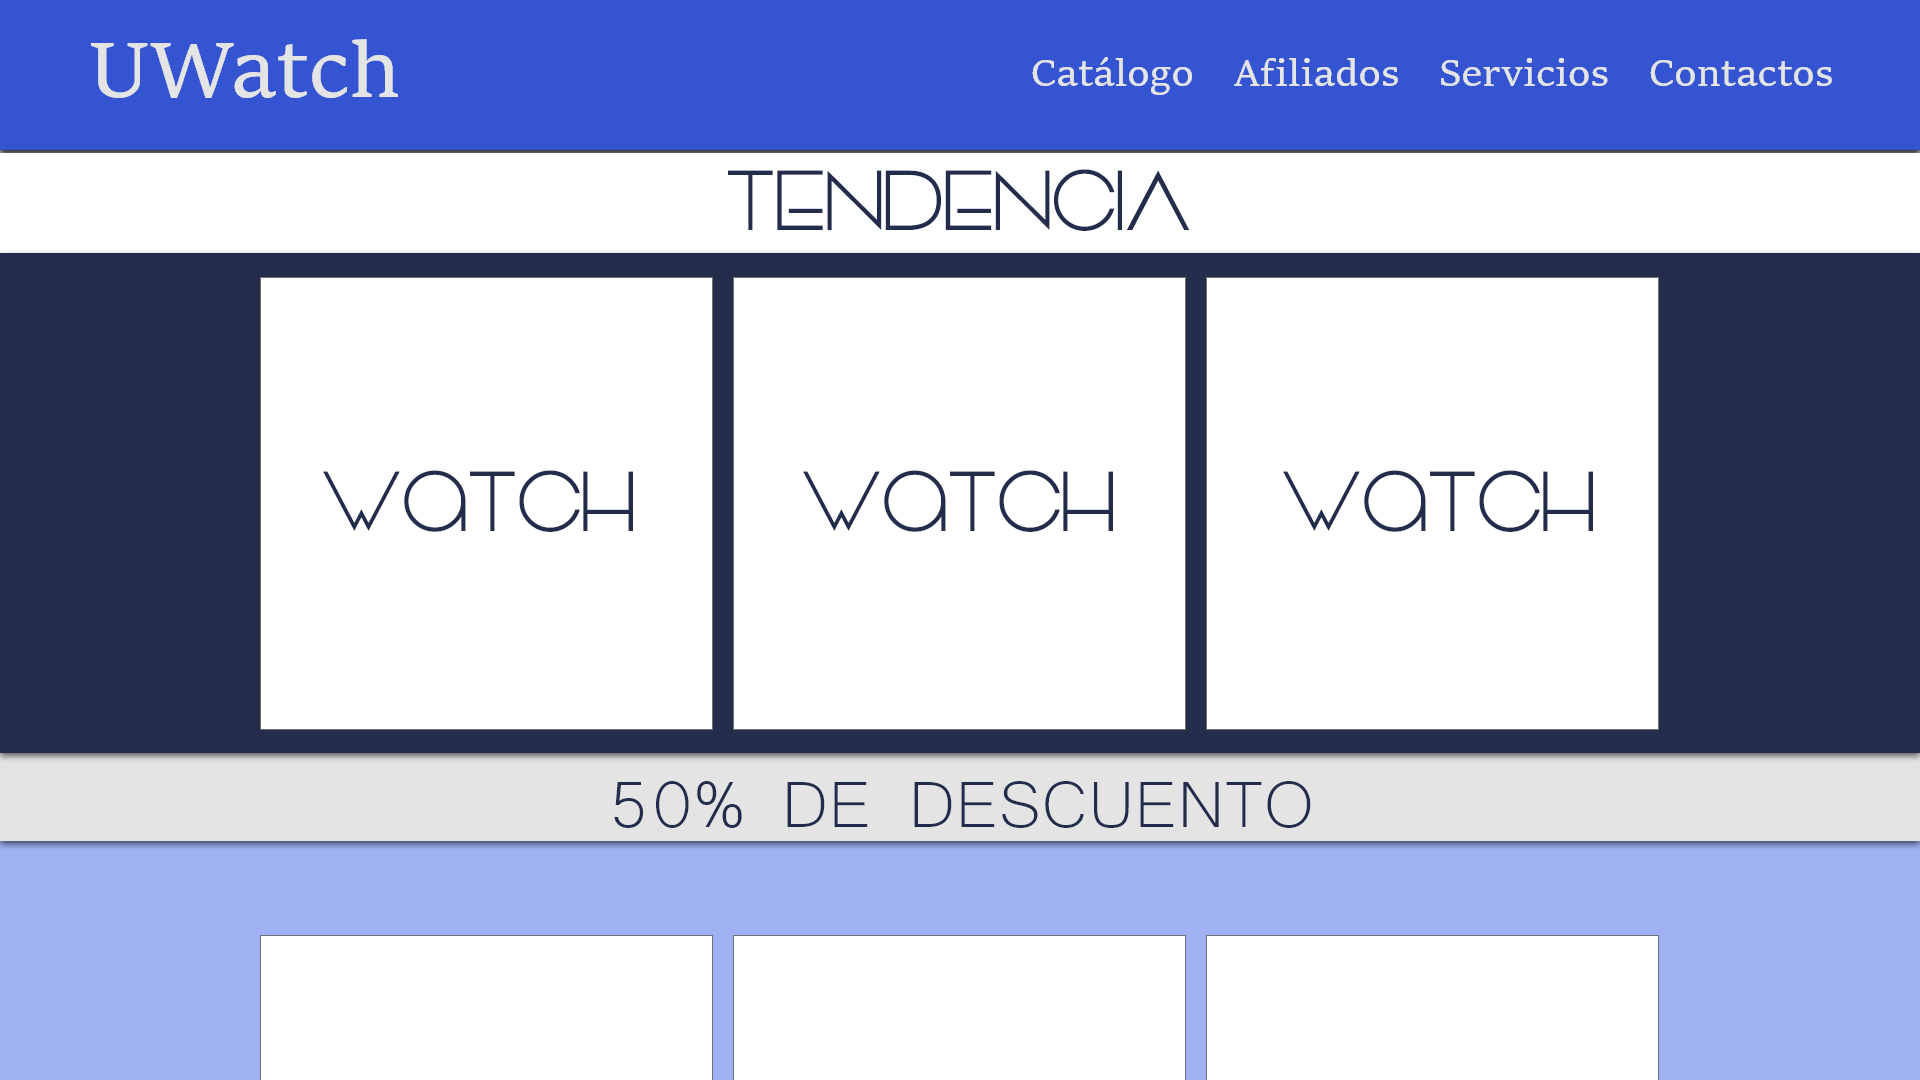 UWatch
Catálogo Afiliados Servicios Contactos
TENDENCIA
WaTCH WaTCH WaTCH
50% DE DESCUENTO